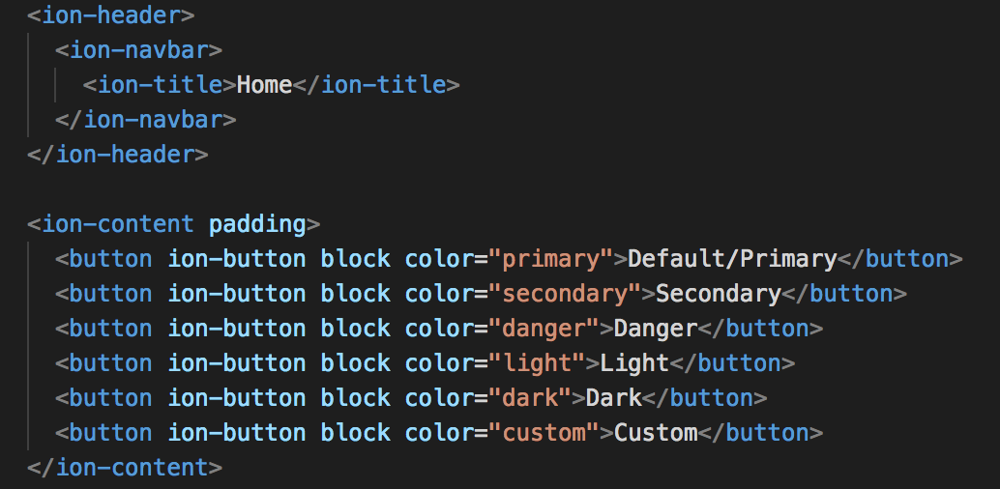 <ion-header>
  <ion-navbar>
    <ion-title>Home</ion-title>
  </ion-navbar>
</ion-header>

<ion-content padding>
  <button ion-button block color="primary">Default/Primary</button>
  <button ion-button block color="secondary">Secondary</button>
  <button ion-button block color="danger">Danger</button>
  <button ion-button block color="light">Light</button>
  <button ion-button block color="dark">Dark</button>
  <button ion-button block color="custom">Custom</button>
</ion-content>